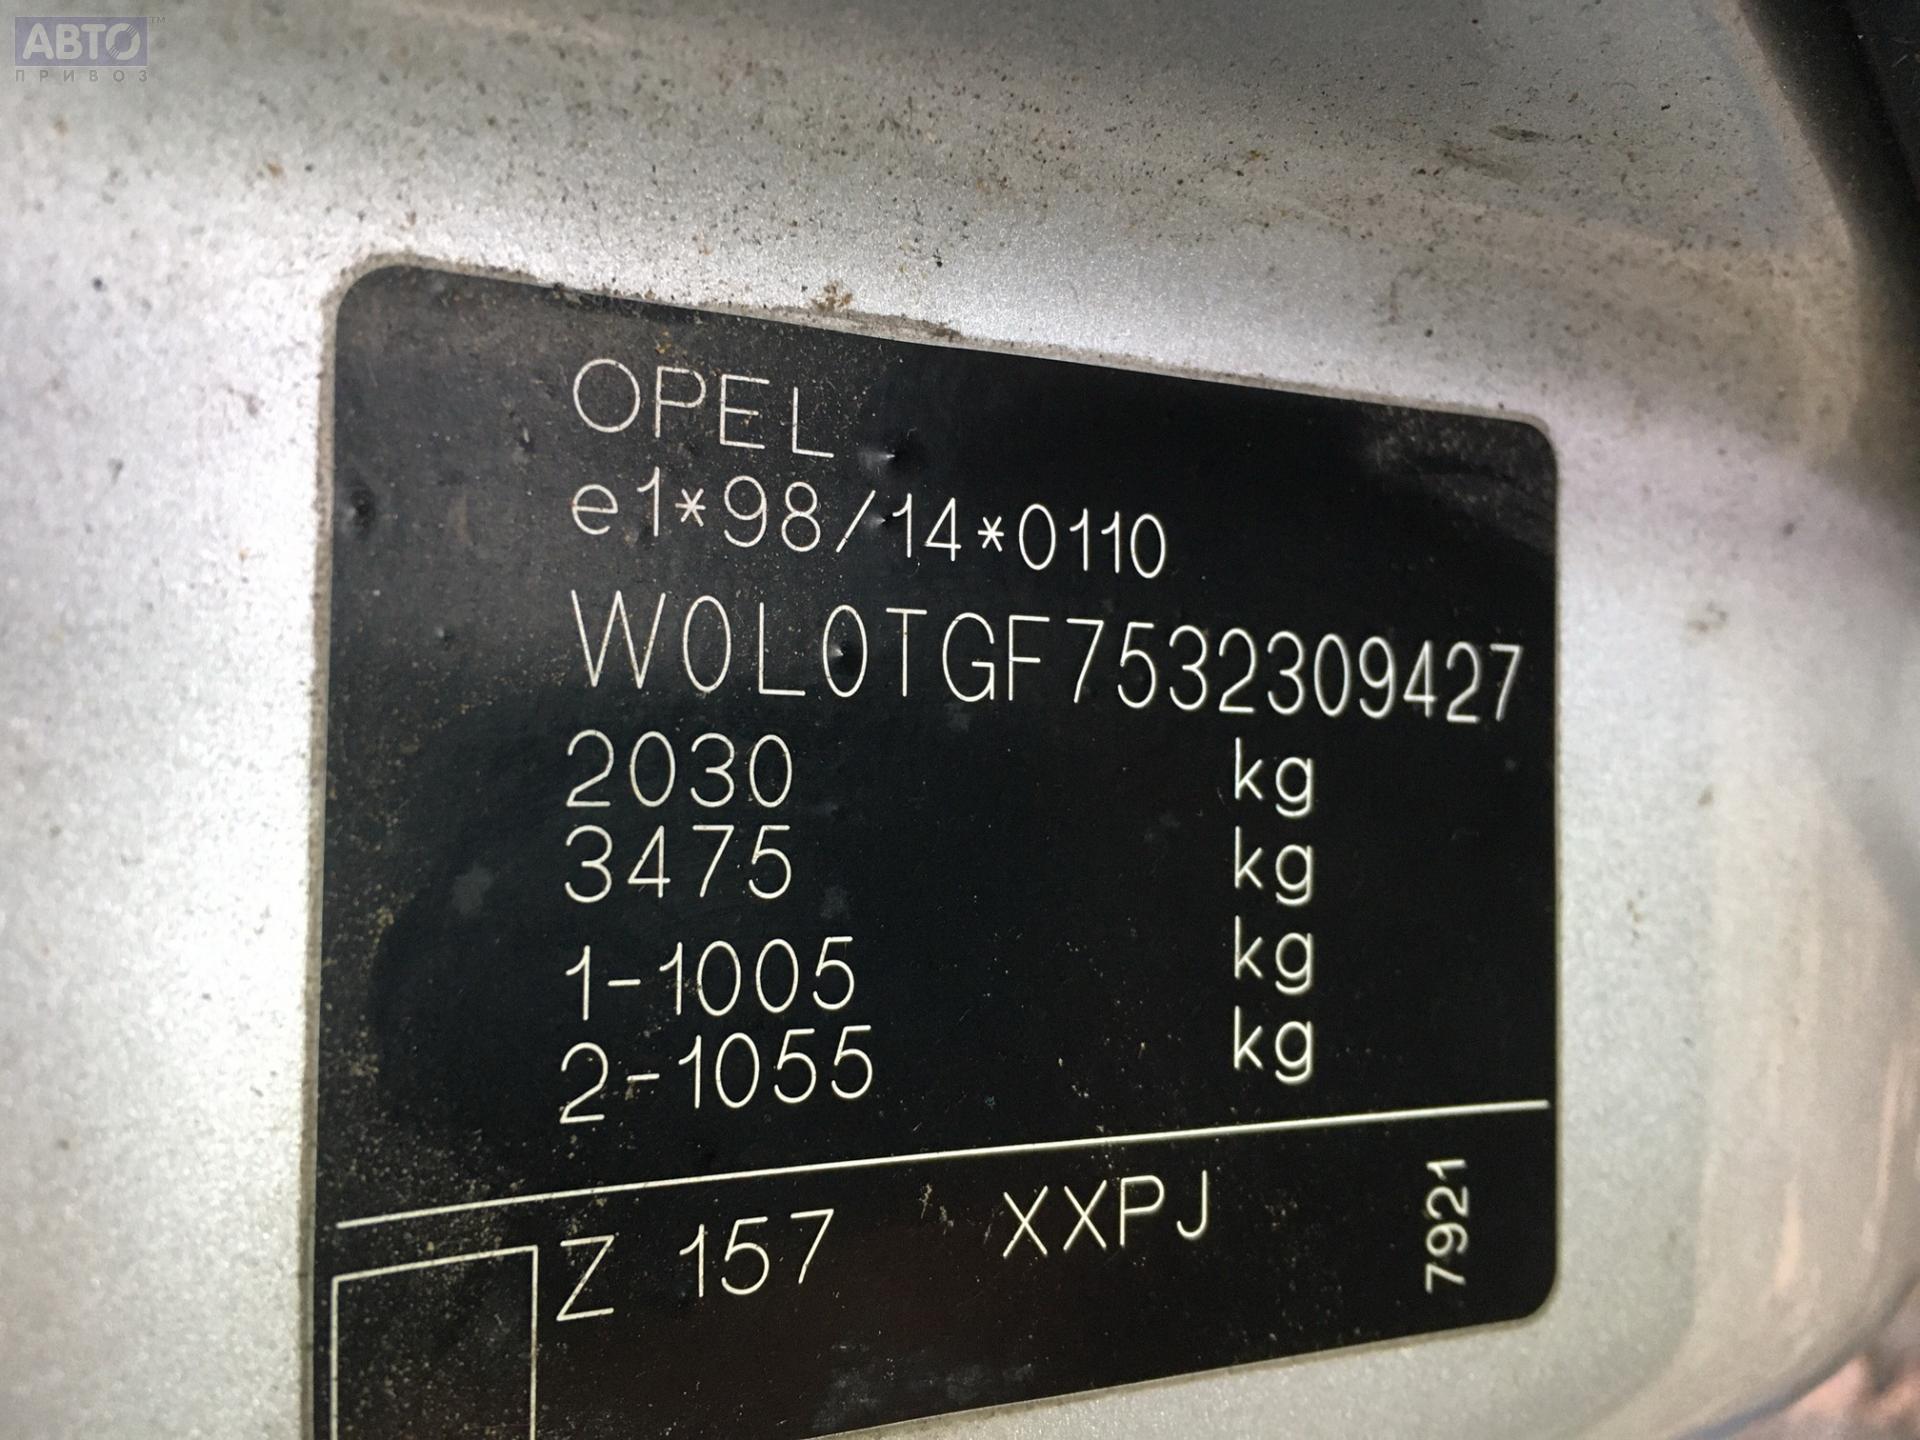 АВТО™
ПРИВОЗ
OPEL
e1*98/14*0110
W0L0TGF7532309427
2030 kg
3475 kg
1-1005 kg
2-1055 kg
Z 157 XXPJ 7921